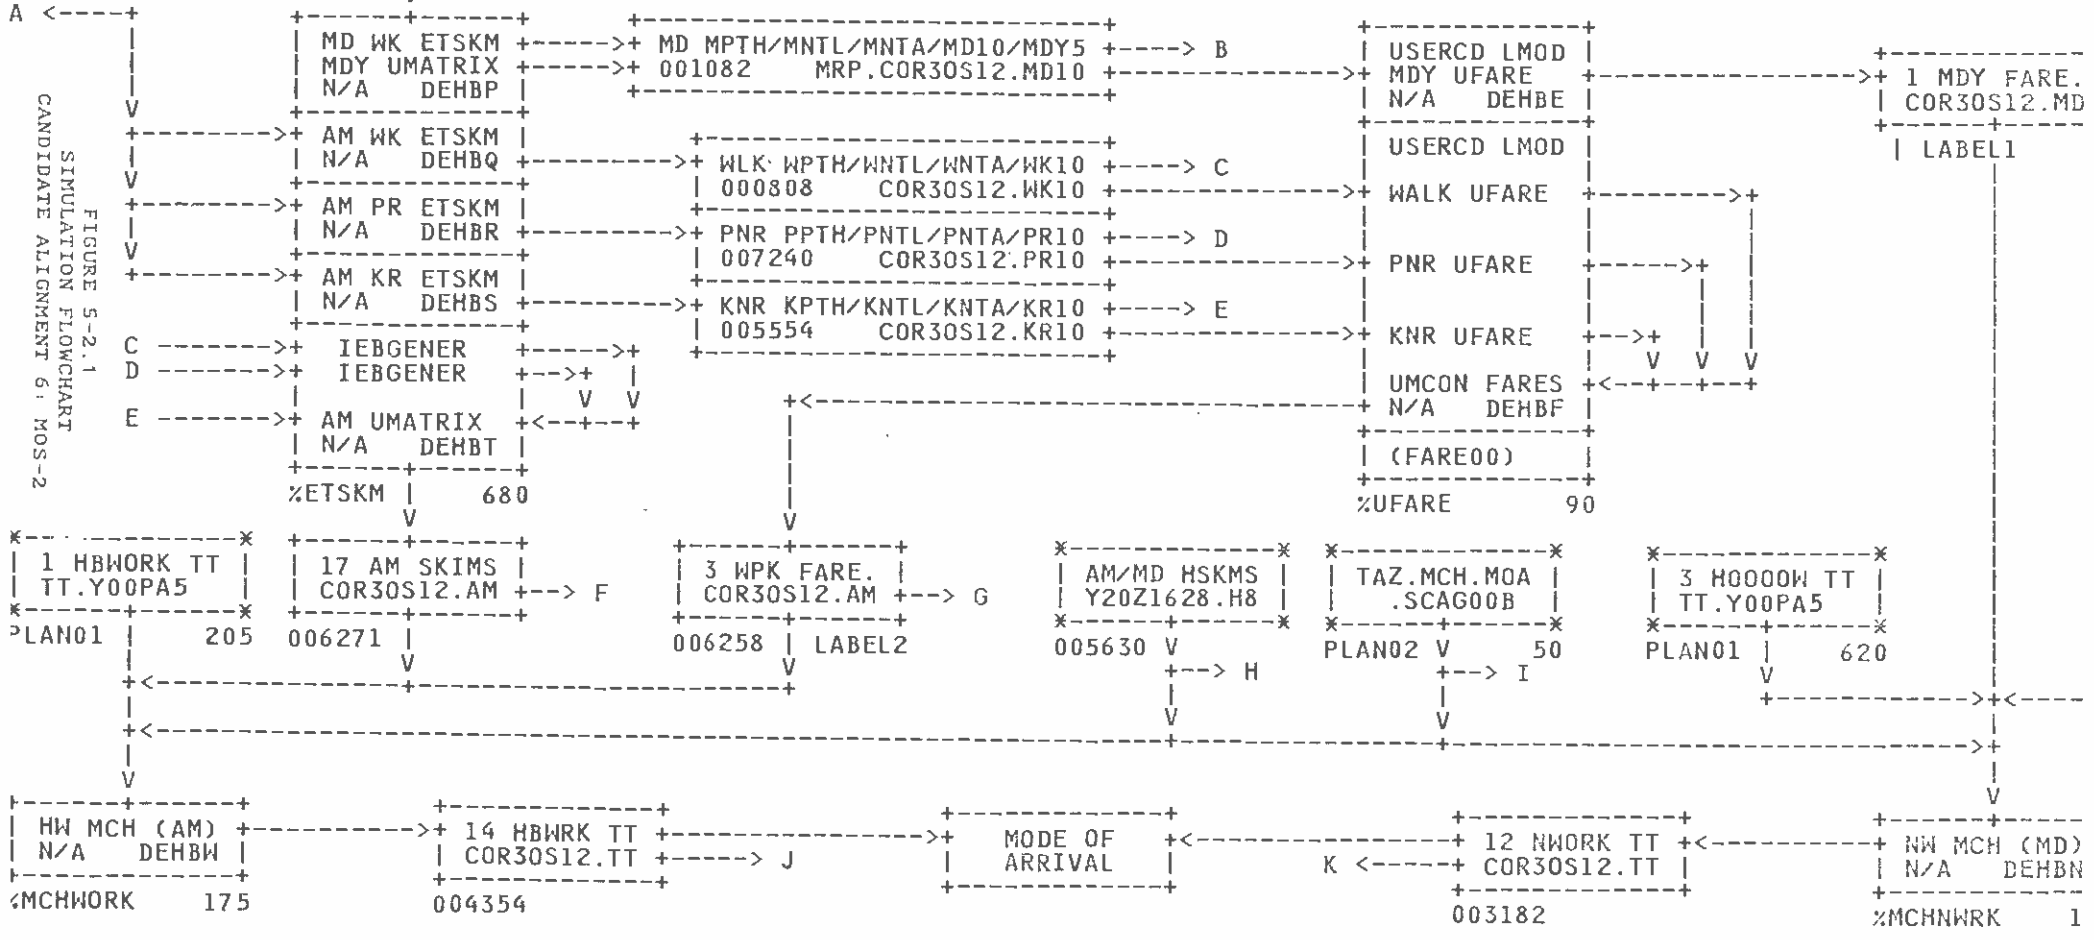 A
FIGURE 5-2.1
SIMULATION FLOWCHART
CANDIDATE ALIGNMENT 6: MOS-2
MD WK ETSKM
MDY UMATRIX
N/A DEHBP
AM WK ETSKM
N/A DEHBQ
AM PR ETSKM
N/A DEHBR
AM KR ETSKM
N/A DEHBS
C
IEBGENER
D
IEBGENER
E
AM UMATRIX
N/A DEHBT
%ETSKM 680
MD MPTH/MNTL/MNTA/MD10/MDY5
B
001082 MRP.COR30S12.MD10
WLK WPTH/WNTL/WNTA/WK10
C
000808 COR30S12.WK10
PNR PPTH/PNTL/PNTA/PR10
D
007240 COR30S12.PR10
KNR KPTH/KNTL/KNTA/KR10
E
005554 COR30S12.KR10
USERCD LMOD
MDY UFARE
N/A DEHBE
USERCD LMOD
WALK UFARE
PNR UFARE
KNR UFARE
UMCON FARES
N/A DEHBF
(FARE00)
%UFARE 90
1 MDY FARE.
COR30S12.MD
LABEL1
1 HBWORK TT
TT.Y00PA5
PLAN01 205
17 AM SKIMS
COR30S12.AM
F
006271
3 WPK FARE.
COR30S12.AM
G
006258 LABEL2
AM/MD HSKMS
Y20Z1628.H8
005630
H
TAZ.MCH.MOA
.SCAG00B
PLAN02 50
I
3 HOOOOW TT
TT.Y00PA5
PLAN01 620
HW MCH (AM)
N/A DEHBW
%MCHWORK 175
14 HBWRK TT
COR30S12.TT
J
004354
MODE OF
ARRIVAL
12 NWORK TT
K
COR30S12.TT
003182
NW MCH (MD)
N/A DEHBN
%MCHNWRK 1